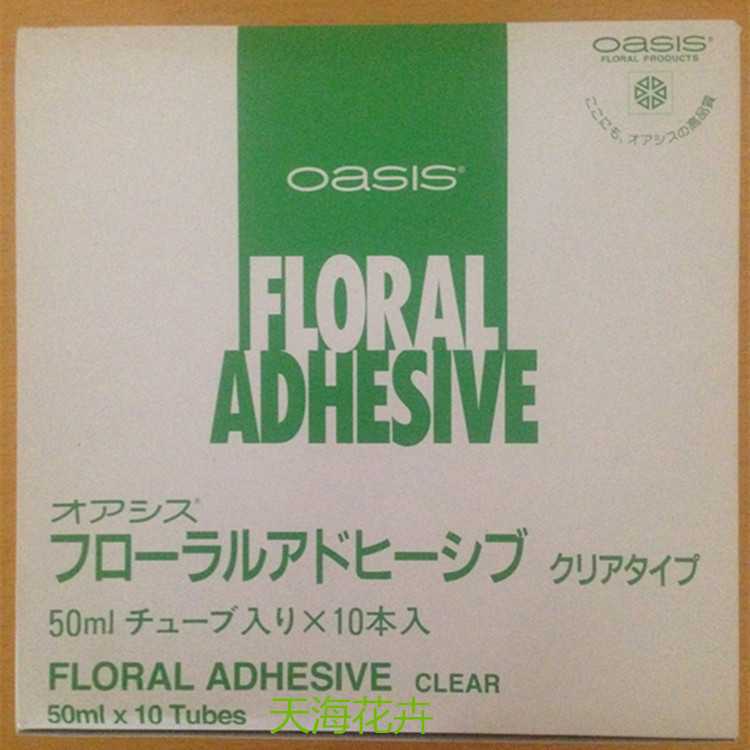 oasis®
FLORAL PRODUCTS
ここにも、オアシスの高品質
oasis®
FLORAL
ADHESIVE
オアシス®
フローラルアドヒーシブ クリアタイプ
50ml チューブ入り×10本入
FLORAL ADHESIVE CLEAR
50ml x 10 Tubes
天海花卉